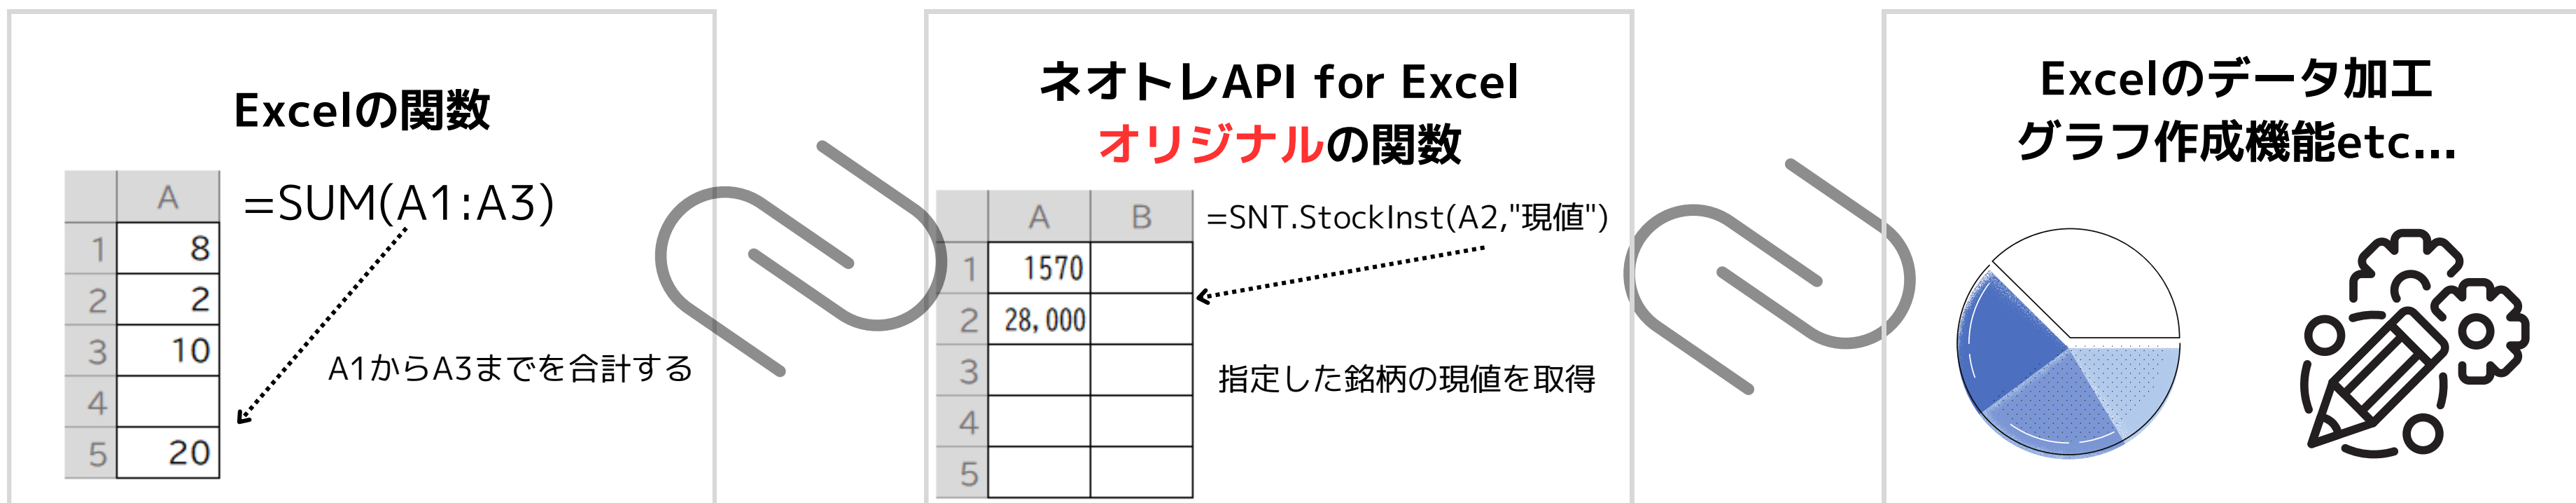 Excelの関数
=SUM(A1:A3)
A
1 8
2 2
3 10
4
5 20
A1からA3までを合計する
ネオトレAPI for Excel
オリジナルの関数
=SNT.StockInst(A2,"現値")
A B
1 1570
2 28,000
3
4
5
指定した銘柄の現値を取得
Excelのデータ加工
グラフ作成機能etc...